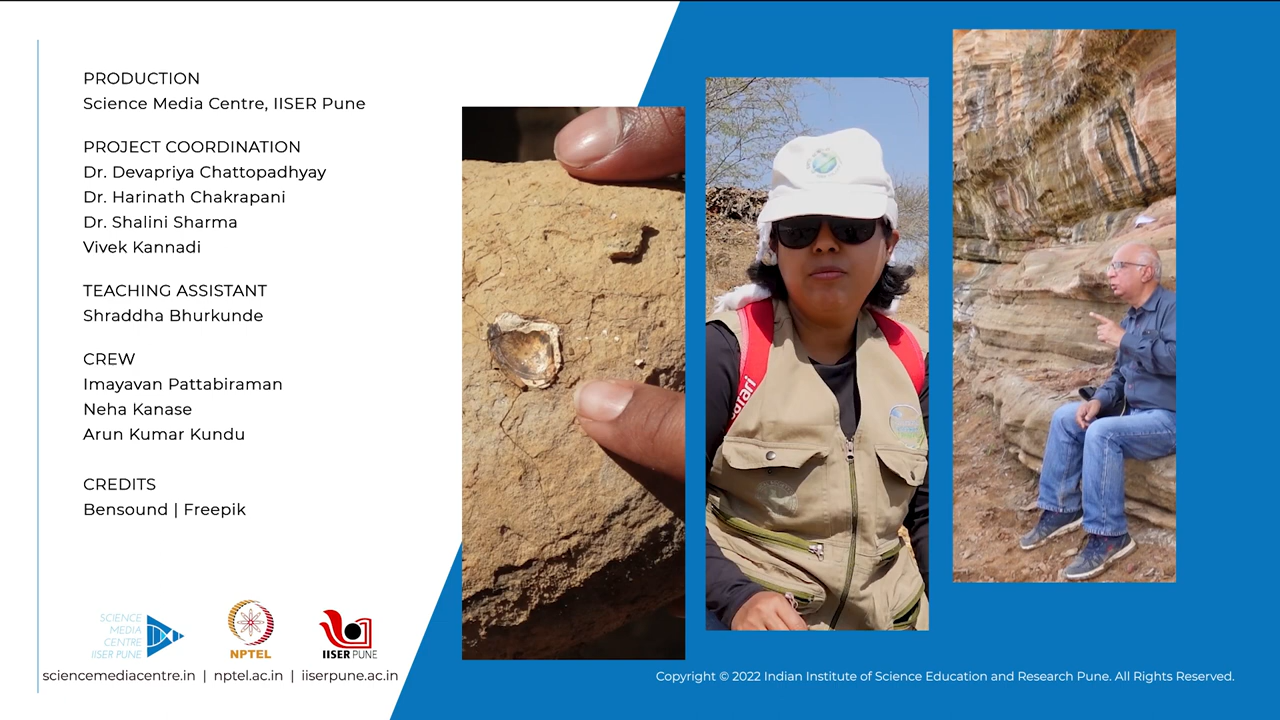 PRODUCTION
Science Media Centre, IISER Pune
PROJECT COORDINATION
Dr. Devapriya Chattopadhyay
Dr. Harinath Chakrapani
Dr. Shalini Sharma
Vivek Kannadi
TEACHING ASSISTANT
Shraddha Bhurkunde
CREW
Imayavan Pattabiraman
Neha Kanase
Arun Kumar Kundu
CREDITS
Bensound | Freepik
SCIENCE
MEDIA
CENTRE
IISER PUNE
NPTEL
IISER PUNE
sciencemediacentre.in | nptel.ac.in | iiserpune.ac.in
Copyright © 2022 Indian Institute of Science Education and Research Pune. All Rights Reserved.